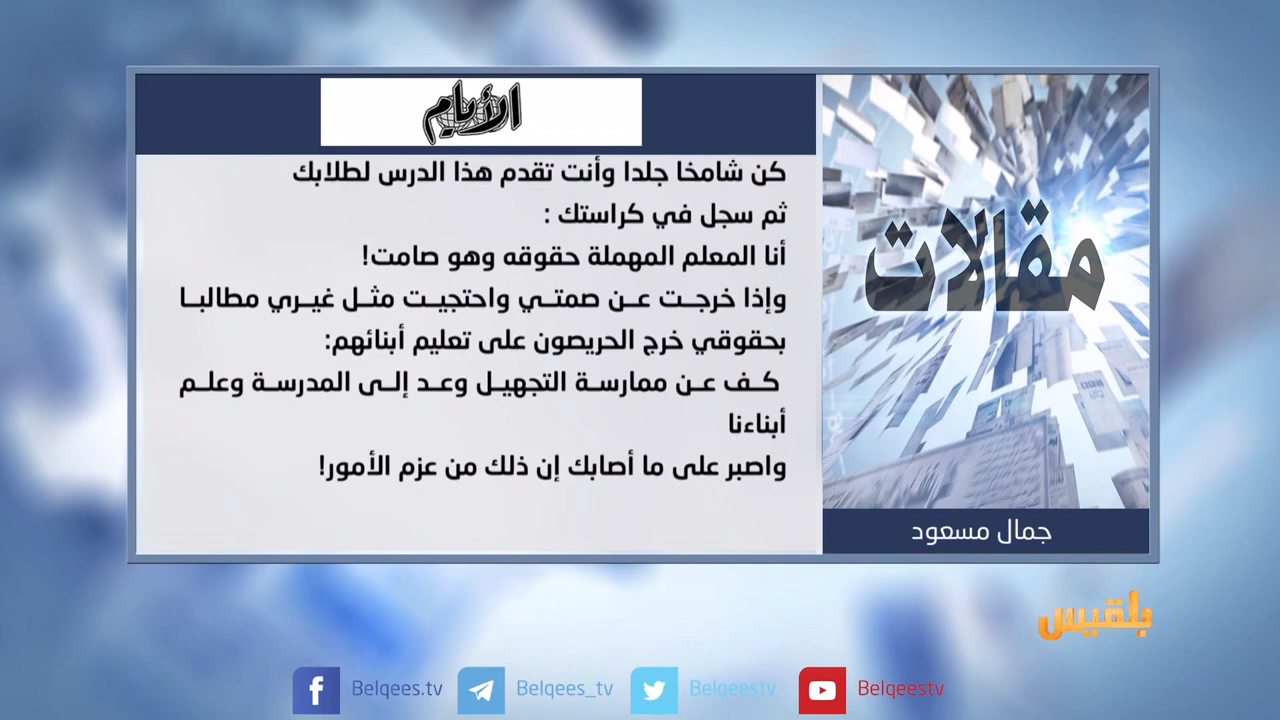 الأيام
كن شامخا جلدا وأنت تقدم هذا الدرس لطلابك
ثم سجل في كراستك :
أنا المعلم المهملة حقوقه وهو صامت!
وإذا خرجت عن صمتي واحتجيت مثل غيري مطالبا
بحقوقي خرج الحريصون على تعليم أبنائهم:
كف عن ممارسة التجهيل وعد إلى المدرسة وعلم
أبناءنا
واصبر على ما أصابك إن ذلك من عزم الأمور!
مقالات
جمال مسعود
بلقيس
Belqees.tv
Belqees_tv
Belqeestv
Belqeestv